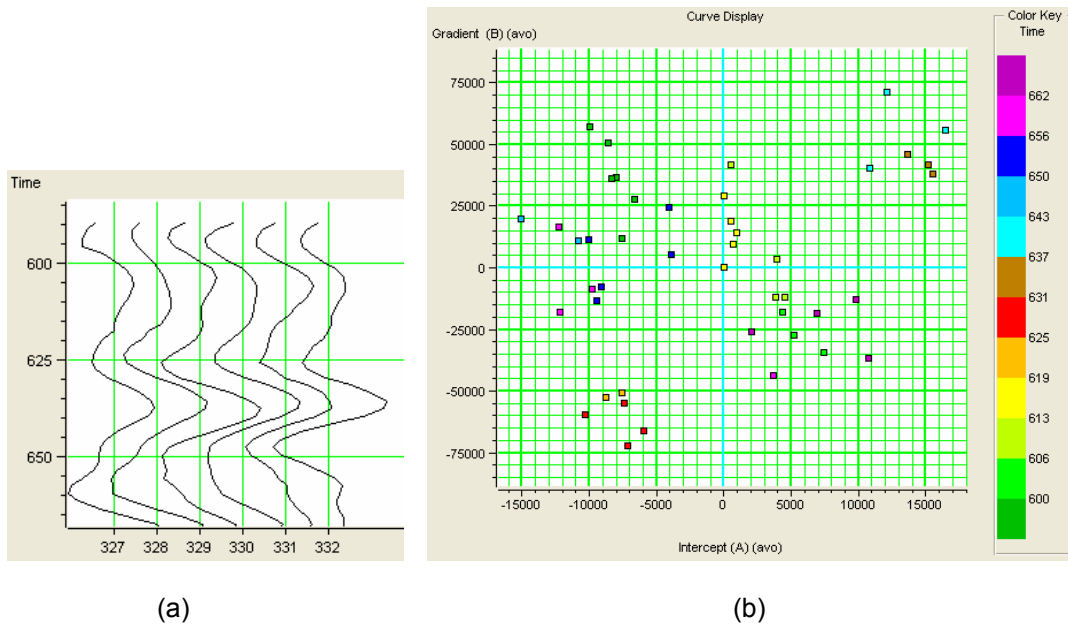 Time
600
625
650
327 328 329 330 331 332
(a)
Curve Display
Gradient (B) (avo)
75000
50000
25000
0
-25000
-50000
-75000
-15000 -10000 -5000 0 5000 10000 15000
Intercept (A) (avo)
(b)
Color Key
Time
662
656
650
643
637
631
625
619
613
606
600